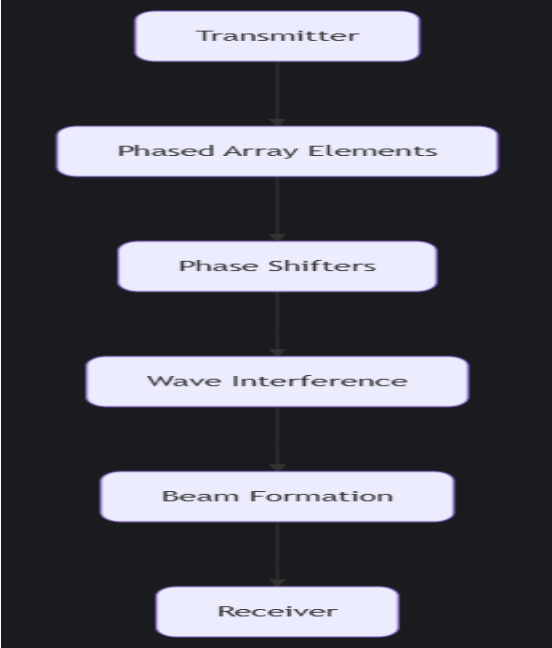 Transmitter
Phased Array Elements
Phase Shifters
Wave Interference
Beam Formation
Receiver